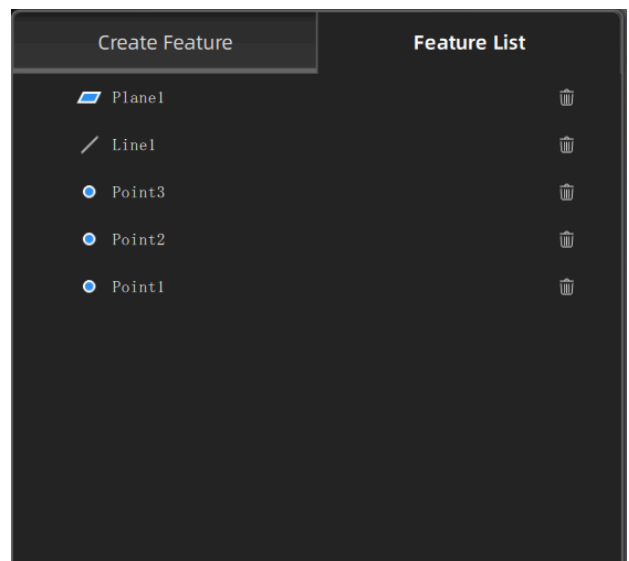 Create Feature
Feature List
Plane1
Line1
Point3
Point2
Point1